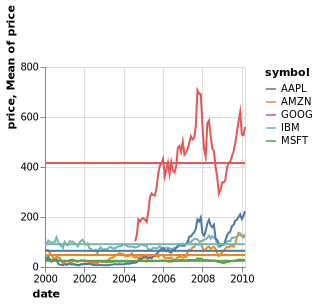 price, Mean of price
800
600
400
200
0
2000
2002
2004
2006
2008
2010
date
symbol
AAPL
AMZN
GOOG
IBM
MSFT